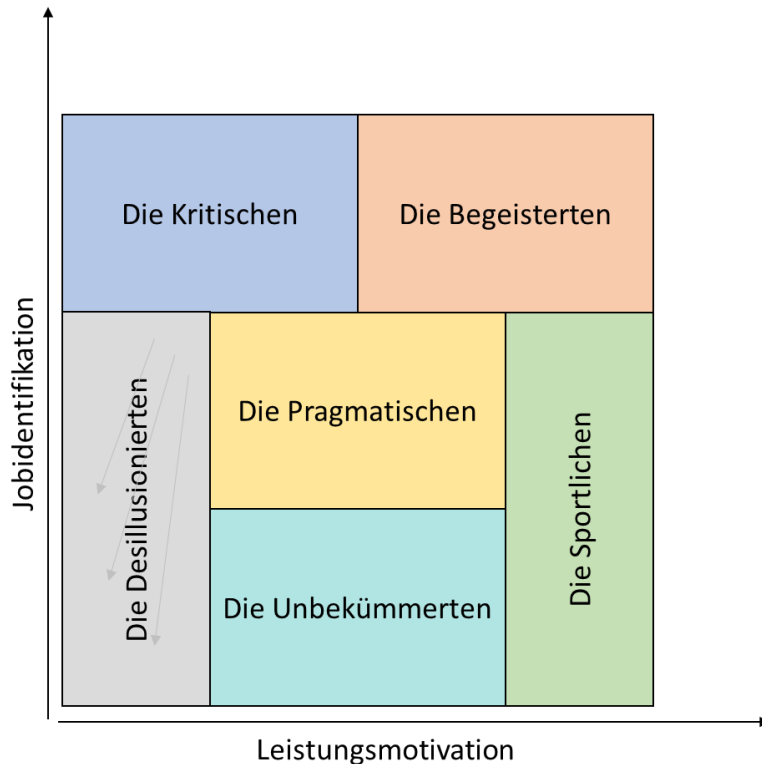 Die Kritischen
Die Begeisterten
Jobidentifikation
Die Desillusionierten
Die Pragmatischen
Die Sportlichen
Die Unbekümmerten
Leistungsmotivation